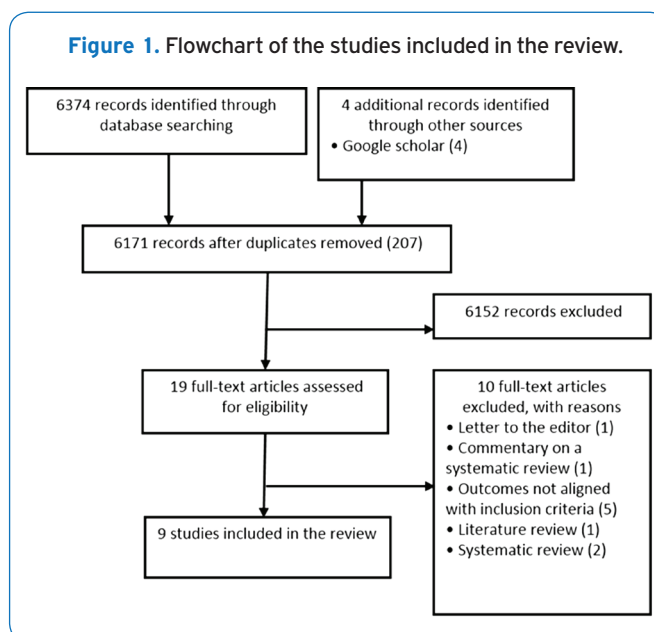 Figure 1. Flowchart of the studies included in the review.
6374 records identified through
database searching
4 additional records identified
through other sources
• Google scholar (4)
6171 records after duplicates removed (207)
6152 records excluded
19 full-text articles assessed
for eligibility
10 full-text articles
excluded, with reasons
• Letter to the editor (1)
• Commentary on a
systematic review (1)
• Outcomes not aligned
with inclusion criteria (5)
• Literature review (1)
• Systematic review (2)
9 studies included in the review